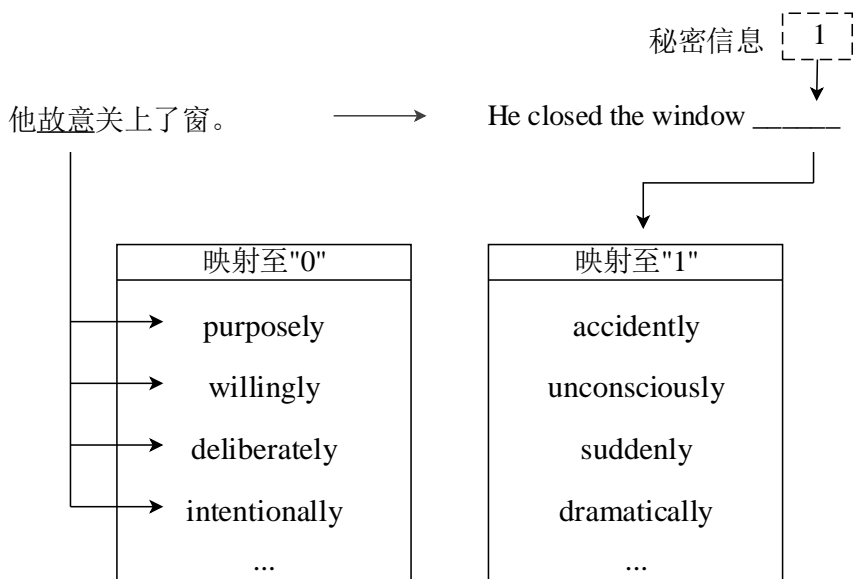 秘密信息 1
他故意关上了窗。 He closed the window ______
映射至"0"
purposely
willingly
deliberately
intentionally
...
映射至"1"
accidently
unconsciously
suddenly
dramatically
...